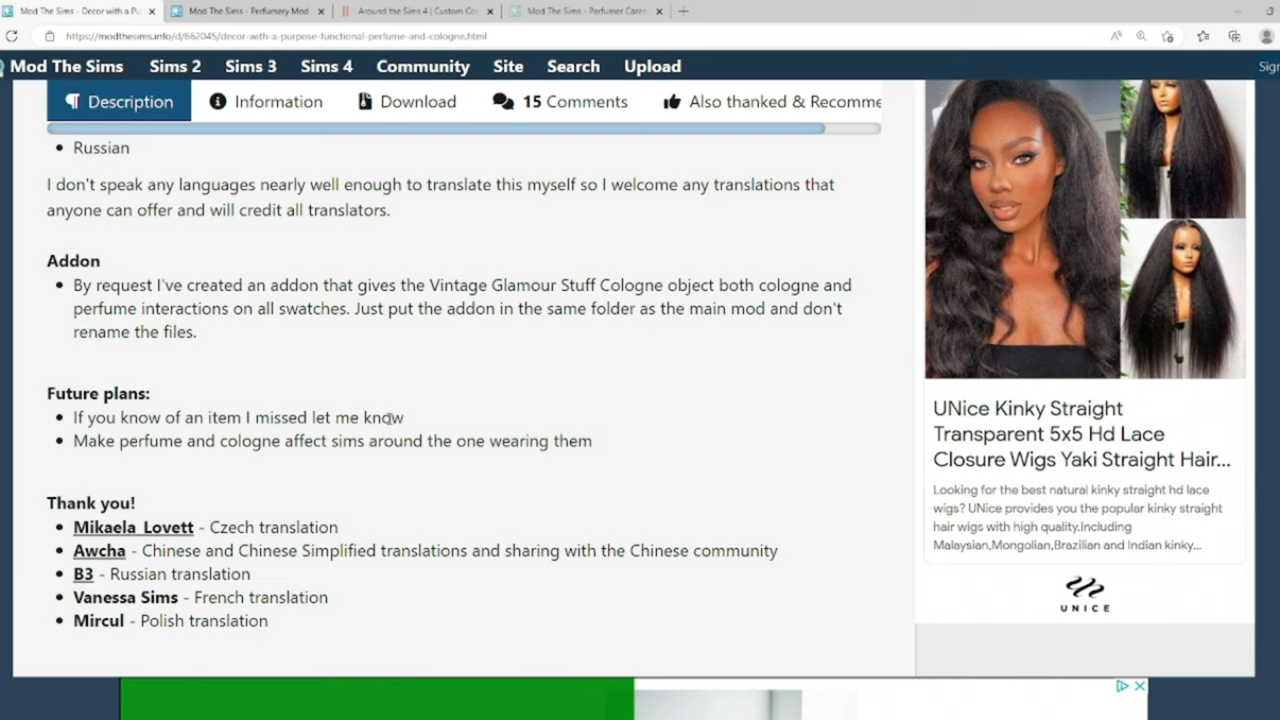 Mod The Sims - Decor with a Pu
Mod The Sims - Perfumery Mod
Around the Sims 4 | Custom Con
Mod The Sims - Perfumer Caree
https://modthesims.info/d/662045/decor-with-a-purpose-functional-perfume-and-cologne.html
Mod The Sims Sims 2 Sims 3 Sims 4 Community Site Search Upload Sign
Description Information Download 15 Comments Also thanked & Recomme
• Russian
I don't speak any languages nearly well enough to translate this myself so I welcome any translations that
anyone can offer and will credit all translators.
Addon
• By request I've created an addon that gives the Vintage Glamour Stuff Cologne object both cologne and
perfume interactions on all swatches. Just put the addon in the same folder as the main mod and don't
rename the files.
Future plans:
• If you know of an item I missed let me know
• Make perfume and cologne affect sims around the one wearing them
Thank you!
• Mikaela Lovett - Czech translation
• Awcha - Chinese and Chinese Simplified translations and sharing with the Chinese community
• B3 - Russian translation
• Vanessa Sims - French translation
• Mircul - Polish translation
UNice Kinky Straight
Transparent 5x5 Hd Lace
Closure Wigs Yaki Straight Hair...
Looking for the best natural kinky straight hd lace
wigs? UNice provides you the popular kinky straight
hair wigs with high quality.Including
Malaysian,Mongolian,Brazilian and Indian kinky...
UNICE